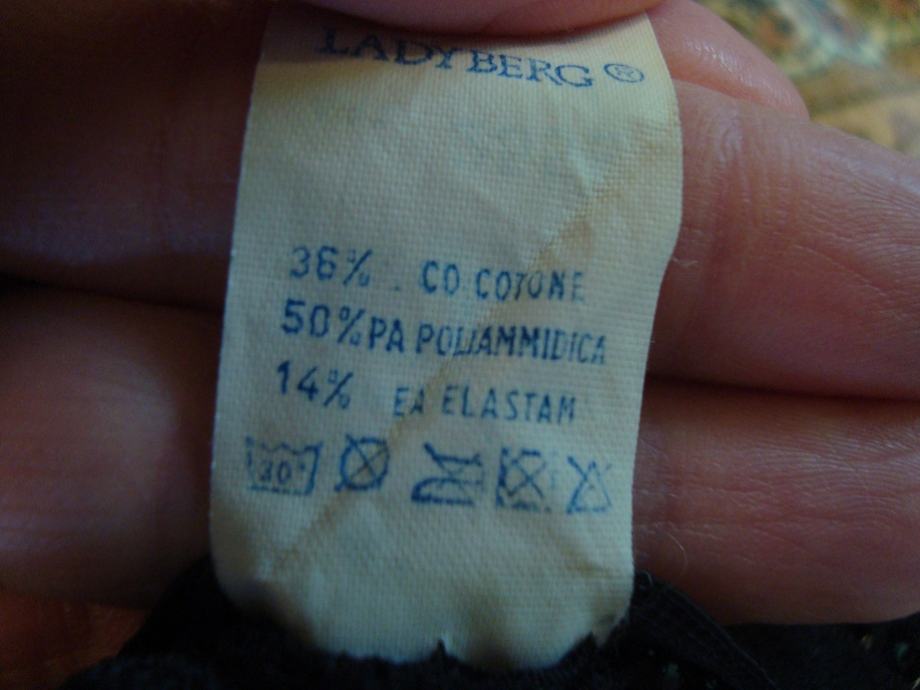 LADYBERG ®
36% CO COTONE
50% PA POLIAMMIDICA
14% EA ELASTAM
30°